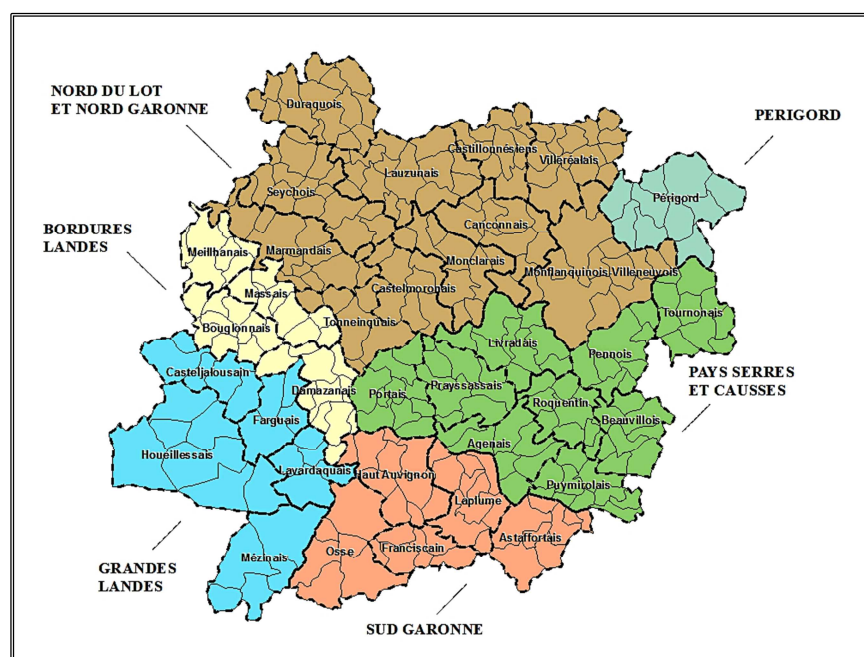 NORD DU LOT
ET NORD GARONNE
PERIGORD
BORDURES
LANDES
PAYS SERRES
ET CAUSSES
GRANDES
LANDES
SUD GARONNE
Duraquois
Castillonnésiens
Villeréalais
Lauzunais
Seychois
Périgord
Canconnais
Meilhanais
Marmandais
Monclarais
Monflanquinois-Villeneuvois
Massais
Castelmoronais
Tournonais
Bouglonnais
Tonneinquais
Livradais
Pennois
Casteljalousain
Damazanais
Portais
Prayssassais
Roquentin
Farguais
Beauvillois
Agenais
Houeillessais
Lavardaquais
Haut Auvignon
Puymirolais
Laplume
Astaffortais
Mézinais
Osse
Franciscain